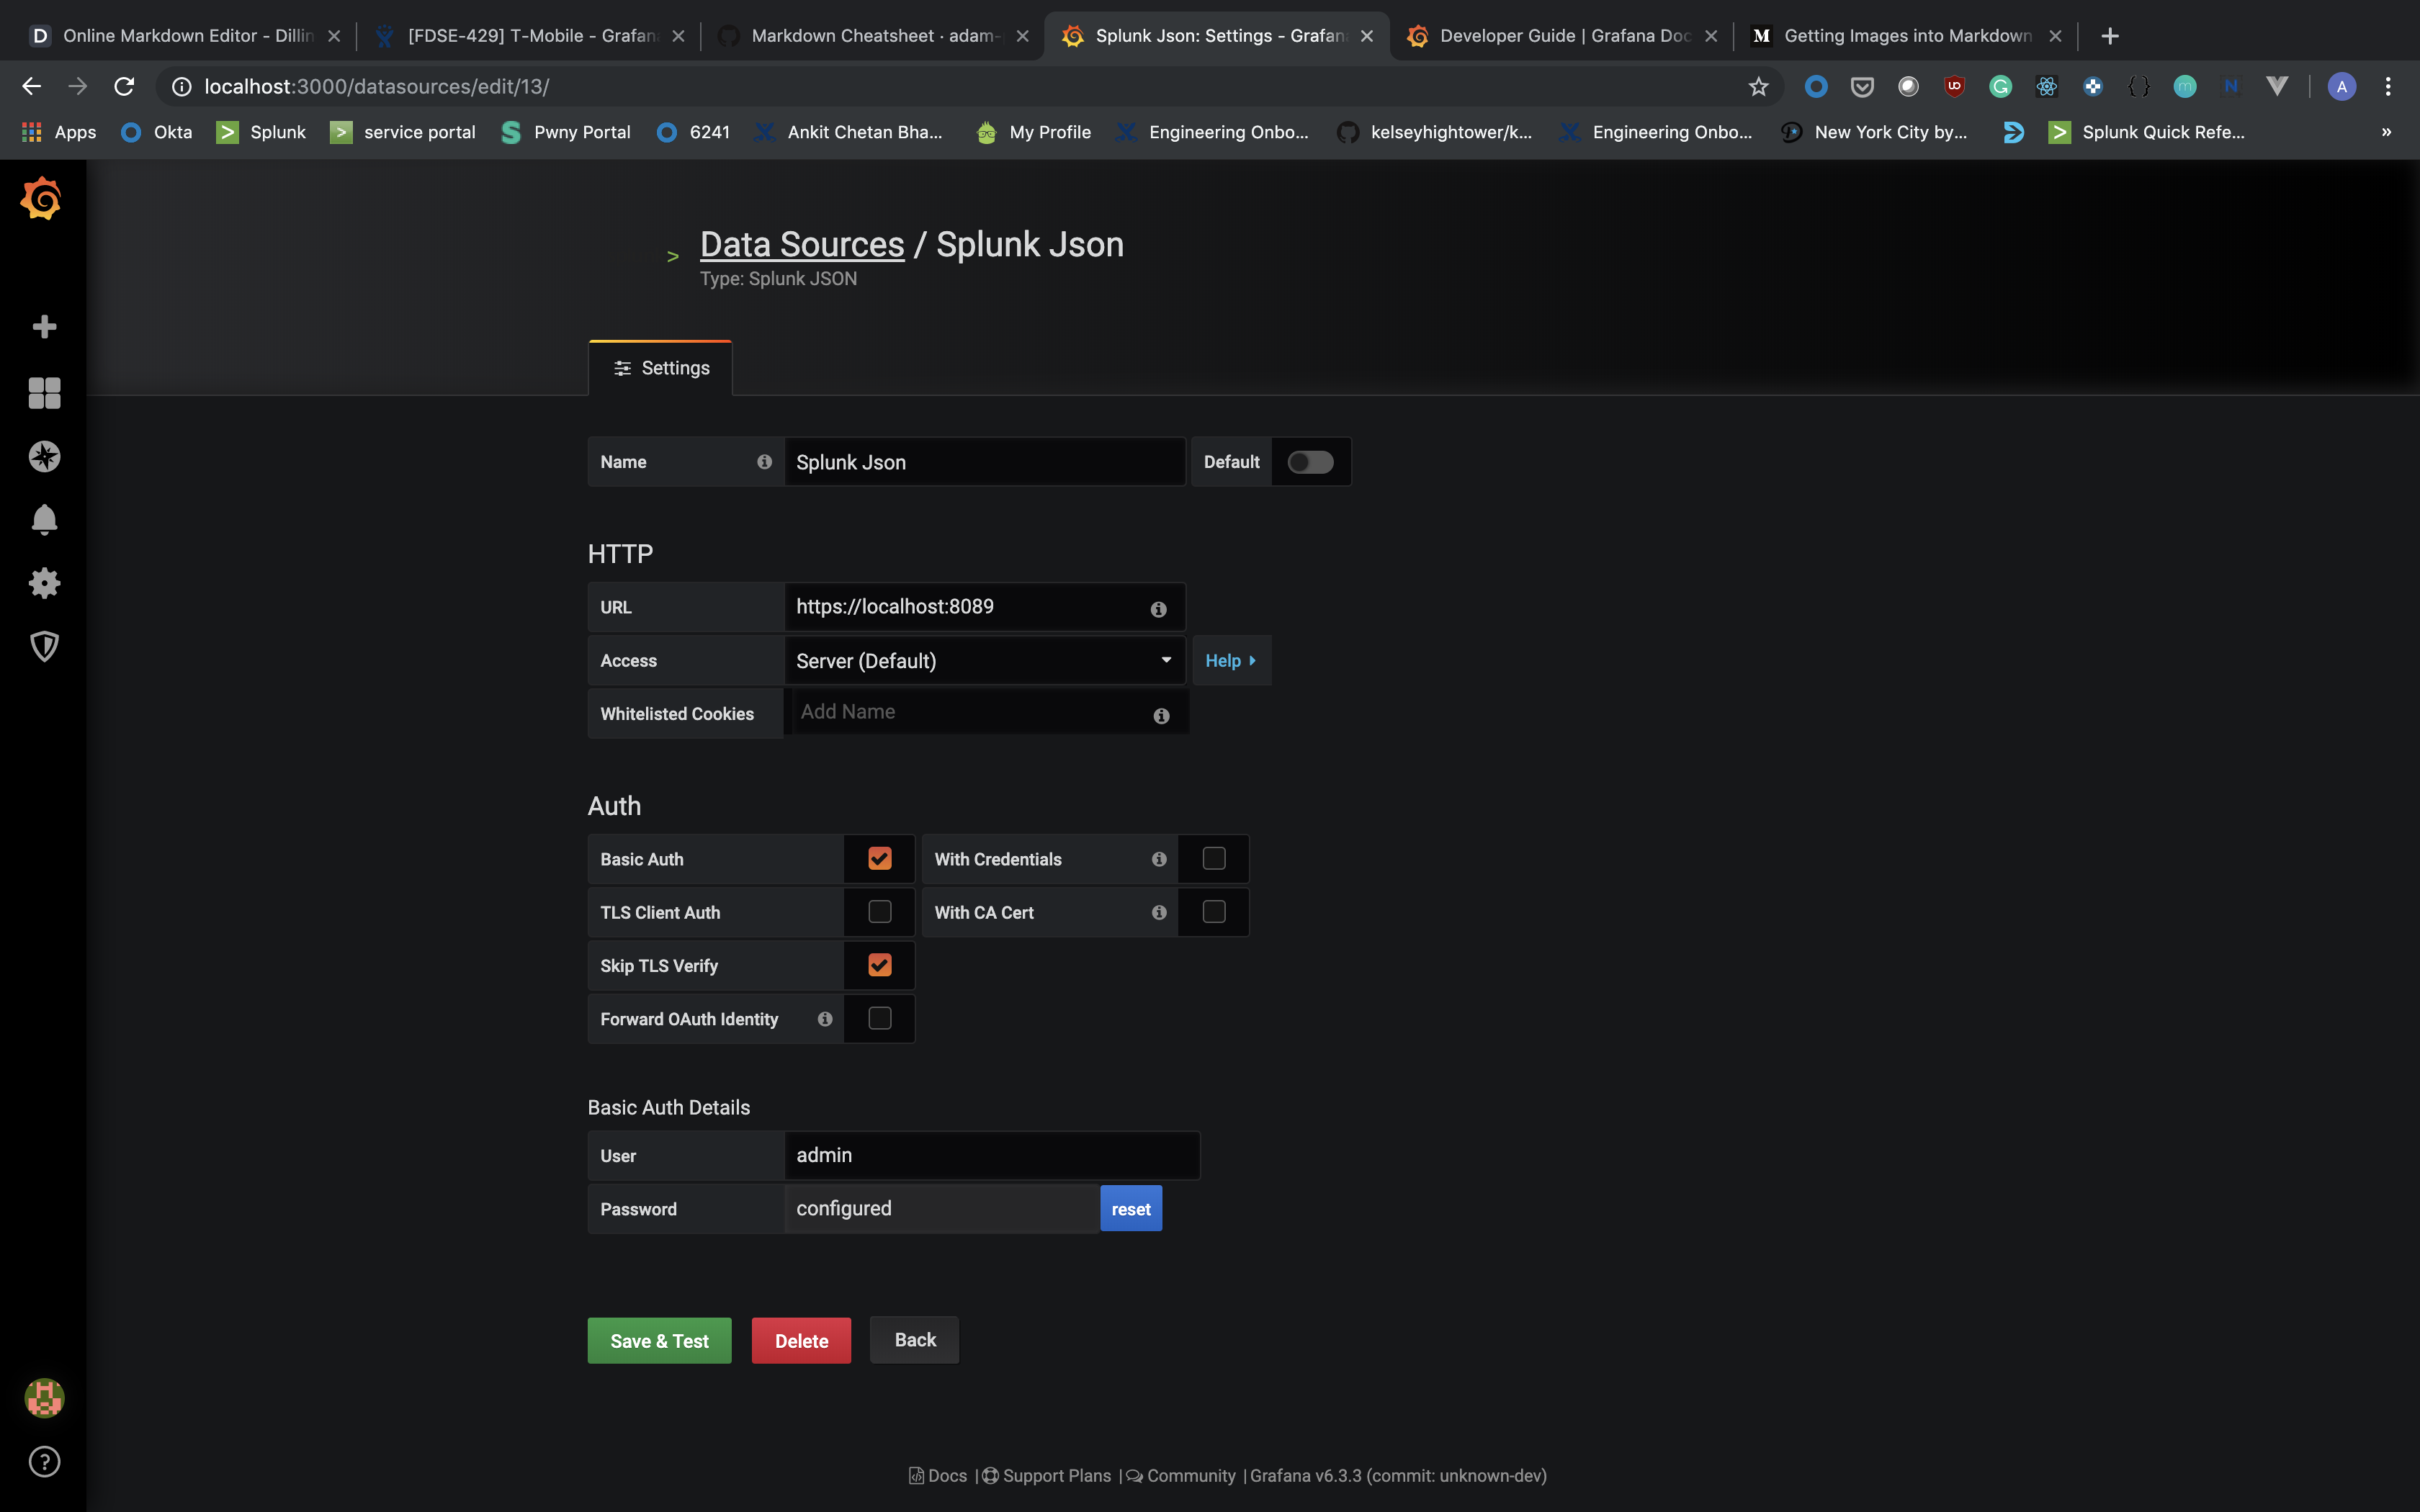 Online Markdown Editor - Dillin
[FDSE-429] T-Mobile - Grafan
Markdown Cheatsheet · adam-
Splunk Json: Settings - Grafan
Developer Guide | Grafana Doc
M Getting Images into Markdown
localhost:3000/datasources/edit/13/
Apps Okta Splunk service portal Pwny Portal 6241 Ankit Chetan Bha... My Profile Engineering Onbo... kelseyhightower/k... Engineering Onbo... New York City by... Splunk Quick Refe... »
> Data Sources / Splunk Json
Type: Splunk JSON
Settings
Name Splunk Json Default
HTTP
URL https://localhost:8089
Access Server (Default) Help
Whitelisted Cookies Add Name
Auth
Basic Auth With Credentials
TLS Client Auth With CA Cert
Skip TLS Verify
Forward OAuth Identity
Basic Auth Details
User admin
Password configured reset
Save & Test Delete Back
Docs | Support Plans | Community | Grafana v6.3.3 (commit: unknown-dev)